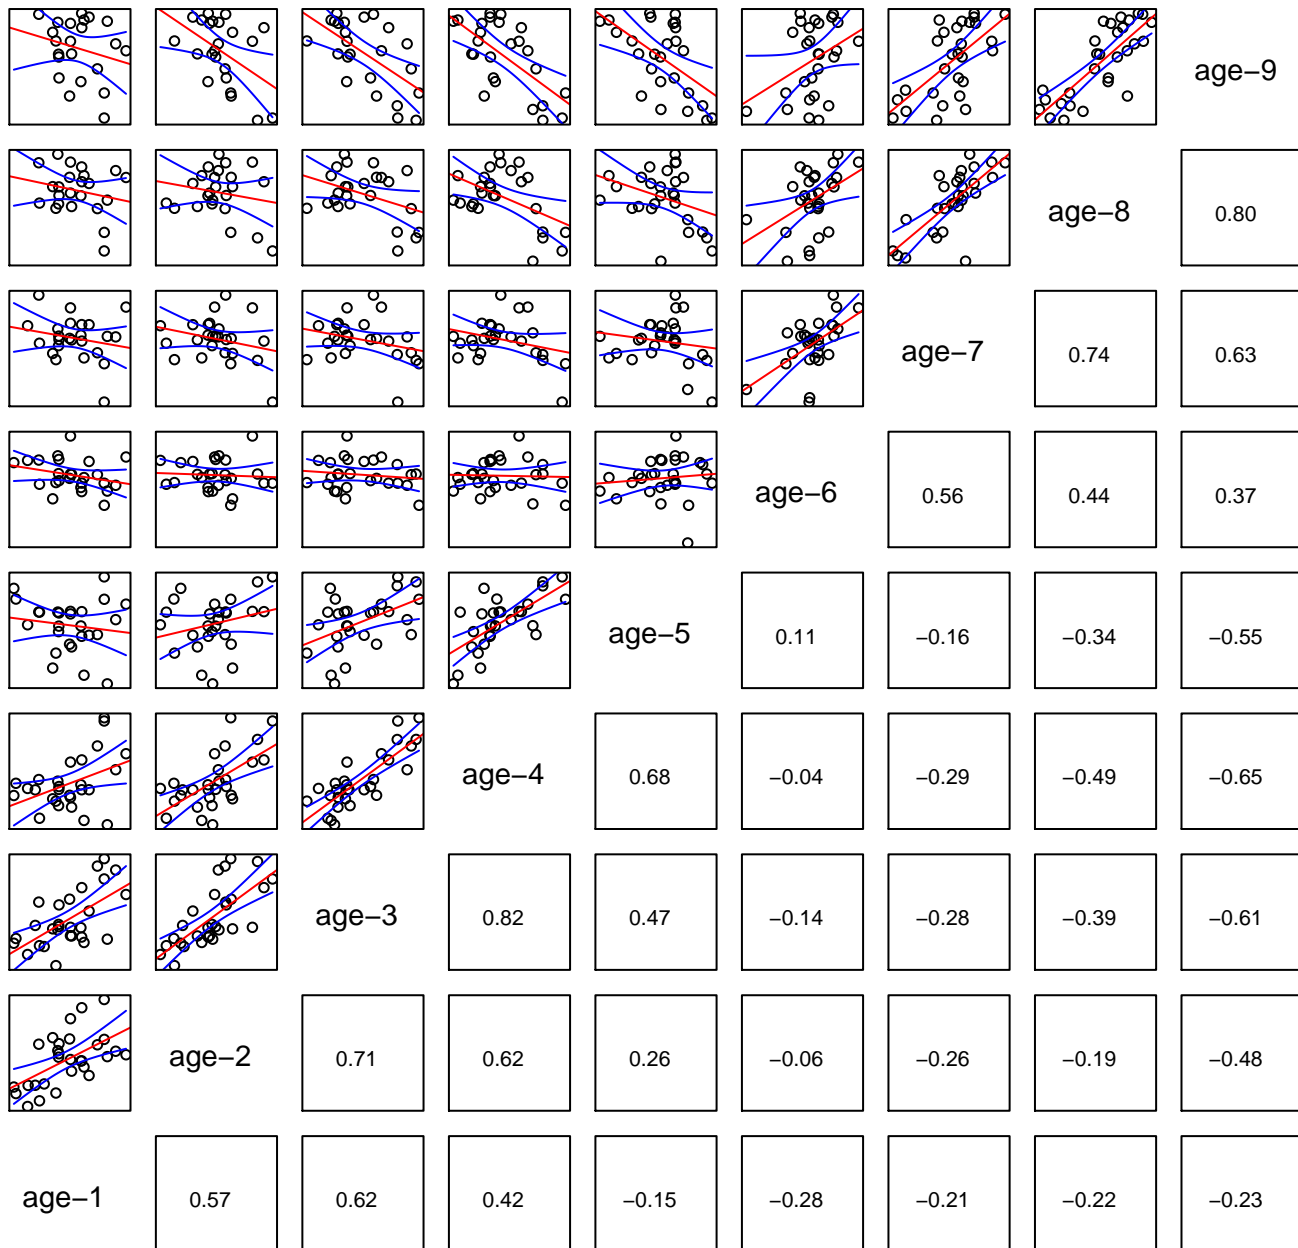 age−9
age−8 0.80
age−7 0.74 0.63
age−6 0.56 0.44 0.37
age−5 0.11 −0.16 −0.34 −0.55
age−4 0.68 −0.04 −0.29 −0.49 −0.65
age−3 0.82 0.47 −0.14 −0.28 −0.39 −0.61
age−2 0.71 0.62 0.26 −0.06 −0.26 −0.19 −0.48
age−1 0.57 0.62 0.42 −0.15 −0.28 −0.21 −0.22 −0.23